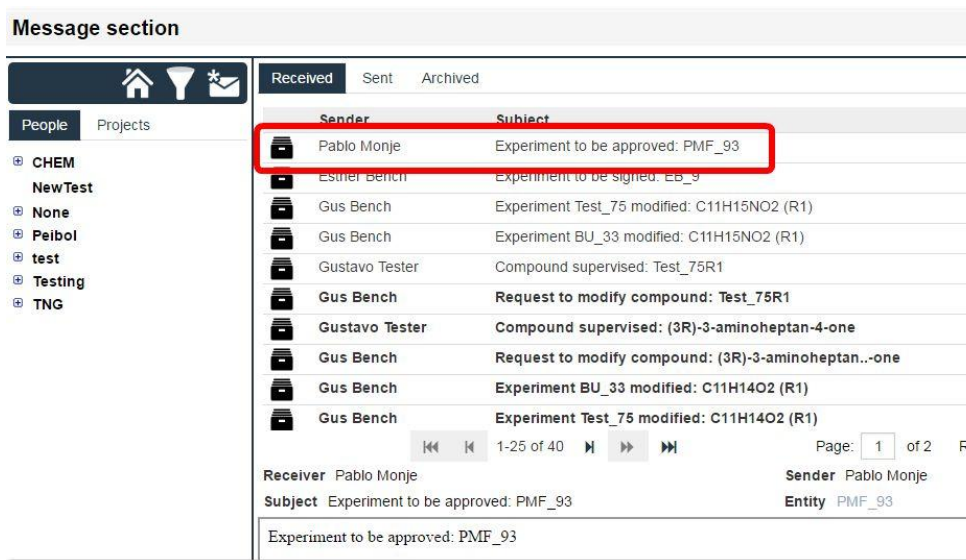 Message section
Received Sent Archived
People Projects
CHEM
NewTest
None
Peibol
test
Testing
TNG
Sender Subject
Pablo Monje Experiment to be approved: PMF_93
Esther Bench Experiment to be signed: EB_9
Gus Bench Experiment Test_75 modified: C11H15NO2 (R1)
Gus Bench Experiment BU_33 modified: C11H15NO2 (R1)
Gustavo Tester Compound supervised: Test_75R1
Gus Bench Request to modify compound: Test_75R1
Gustavo Tester Compound supervised: (3R)-3-aminoheptan-4-one
Gus Bench Request to modify compound: (3R)-3-aminoheptan..-one
Gus Bench Experiment BU_33 modified: C11H14O2 (R1)
Gus Bench Experiment Test_75 modified: C11H14O2 (R1)
1-25 of 40 Page: 1 of 2
Receiver Pablo Monje Sender Pablo Monje
Subject Experiment to be approved: PMF_93 Entity PMF_93
Experiment to be approved: PMF_93